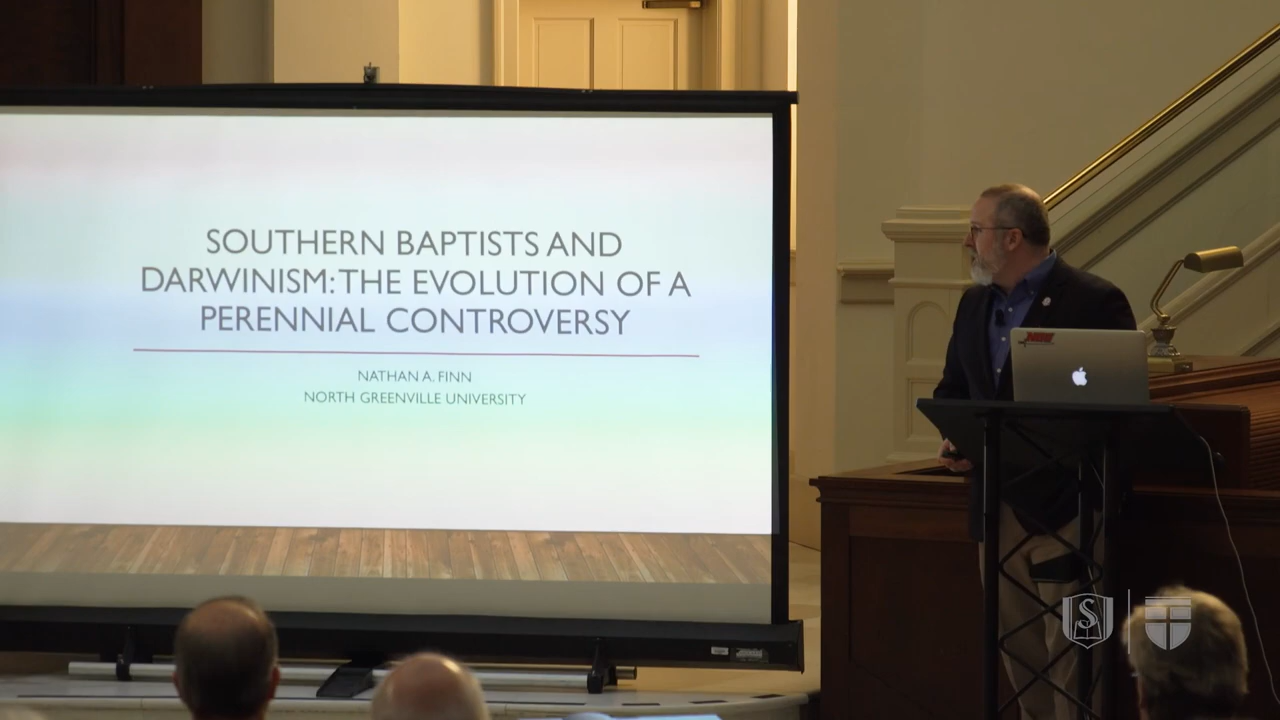 SOUTHERN BAPTISTS AND
DARWINISM: THE EVOLUTION OF A
PERENNIAL CONTROVERSY
NATHAN A. FINN
NORTH GREENVILLE UNIVERSITY
S